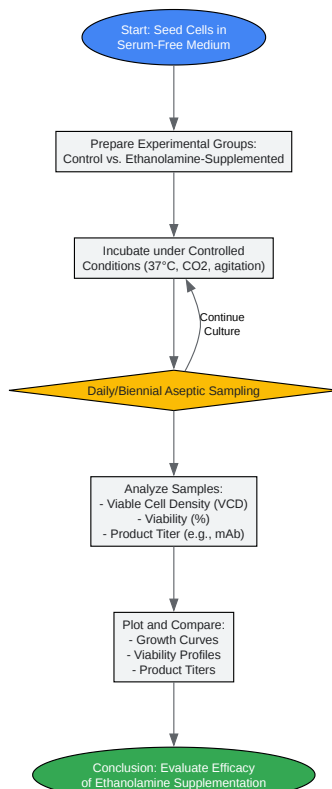 Start: Seed Cells in
Serum-Free Medium
Prepare Experimental Groups:
Control vs. Ethanolamine-Supplemented
Incubate under Controlled
Conditions (37°C, CO2, agitation)
Continue
Culture
Daily/Biennial Aseptic Sampling
Analyze Samples:
- Viable Cell Density (VCD)
- Viability (%)
- Product Titer (e.g., mAb)
Plot and Compare:
- Growth Curves
- Viability Profiles
- Product Titers
Conclusion: Evaluate Efficacy
of Ethanolamine Supplementation